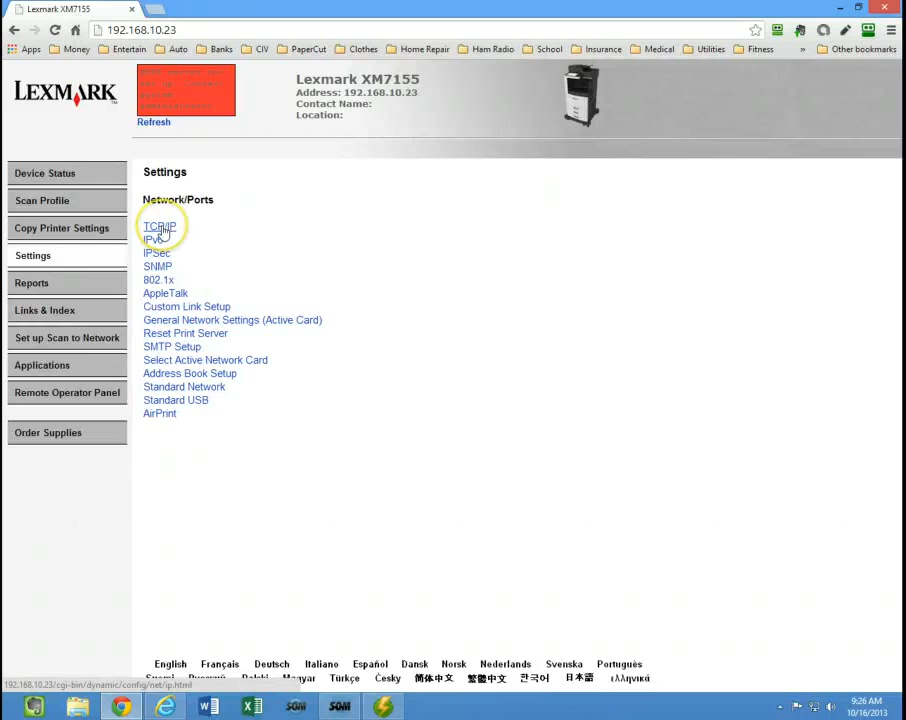 Lexmark XM7155
192.168.10.23
Apps Money Entertain Auto Banks CIV PaperCut Clothes Home Repair Ham Radio School Insurance Medical Utilities Fitness » Other bookmarks
LEXMARK
Refresh
Lexmark XM7155
Address: 192.168.10.23
Contact Name:
Location:
Device Status
Scan Profile
Copy Printer Settings
Settings
Reports
Links & Index
Set up Scan to Network
Applications
Remote Operator Panel
Order Supplies
Settings
Network/Ports
TCP/IP
IPv6
IPSec
SNMP
802.1x
AppleTalk
Custom Link Setup
General Network Settings (Active Card)
Reset Print Server
SMTP Setup
Select Active Network Card
Address Book Setup
Standard Network
Standard USB
AirPrint
English Français Deutsch Italiano Español Dansk Norsk Nederlands Svenska Português
Suomi Русский Polski Magyar Türkçe Česky 简体中文 繁體中文 한국어 日本語 ελληνικά
192.168.10.23/cgi-bin/dynamic/config/net/ip.html
SGM SGM
9:26 AM
10/16/2013